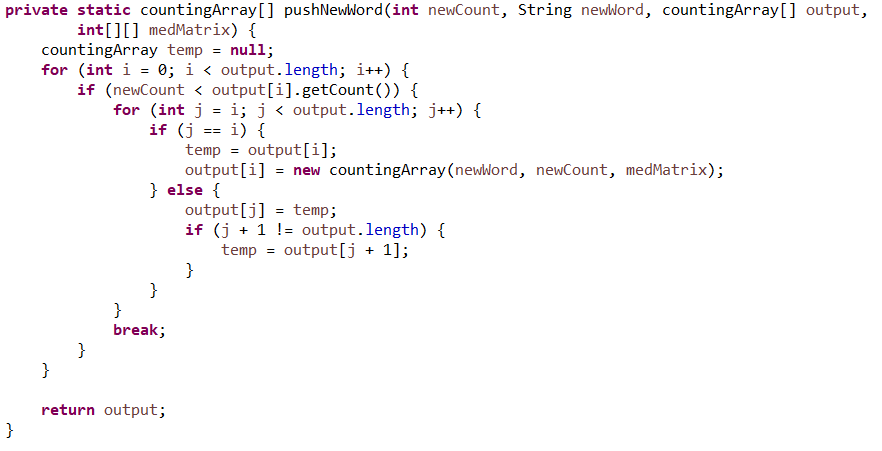 private static countingArray[] pushNewWord(int newCount, String newWord, countingArray[] output,
        int[][] medMatrix) {
    countingArray temp = null;
    for (int i = 0; i < output.length; i++) {
        if (newCount < output[i].getCount()) {
            for (int j = i; j < output.length; j++) {
                if (j == i) {
                    temp = output[i];
                    output[i] = new countingArray(newWord, newCount, medMatrix);
                } else {
                    output[j] = temp;
                    if (j + 1 != output.length) {
                        temp = output[j + 1];
                    }
                }
            }
            break;
        }
    }

    return output;
}